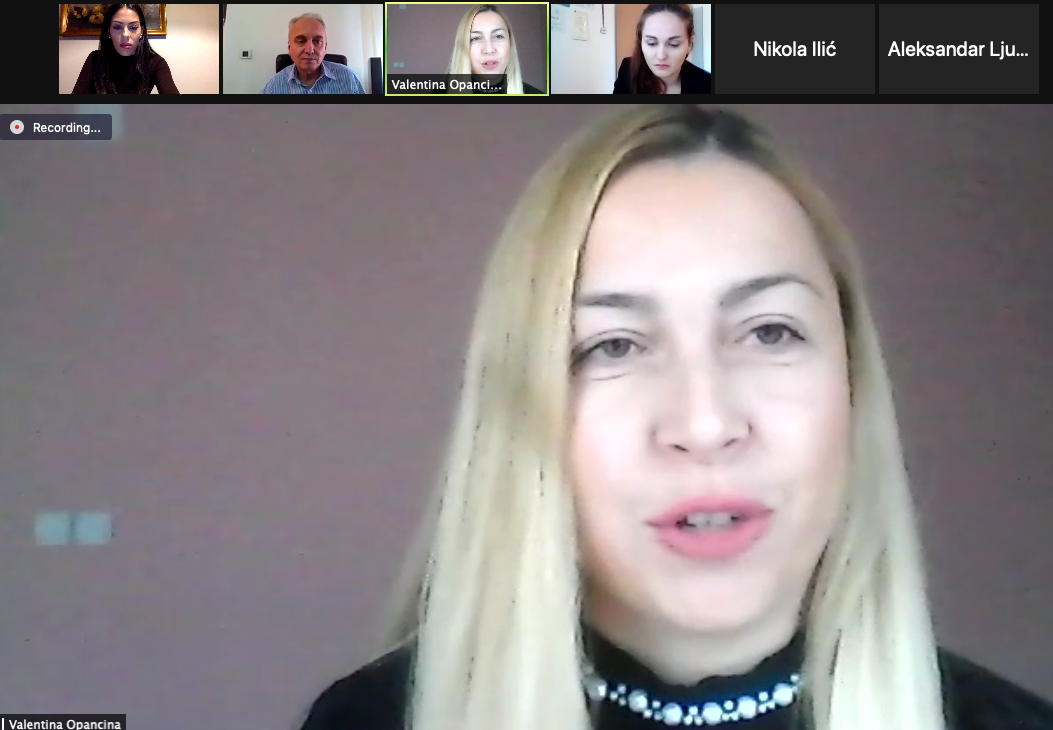 Valentina Opanci...
Nikola Ilić
Aleksandar Lju...
Recording...
Valentina Opancina